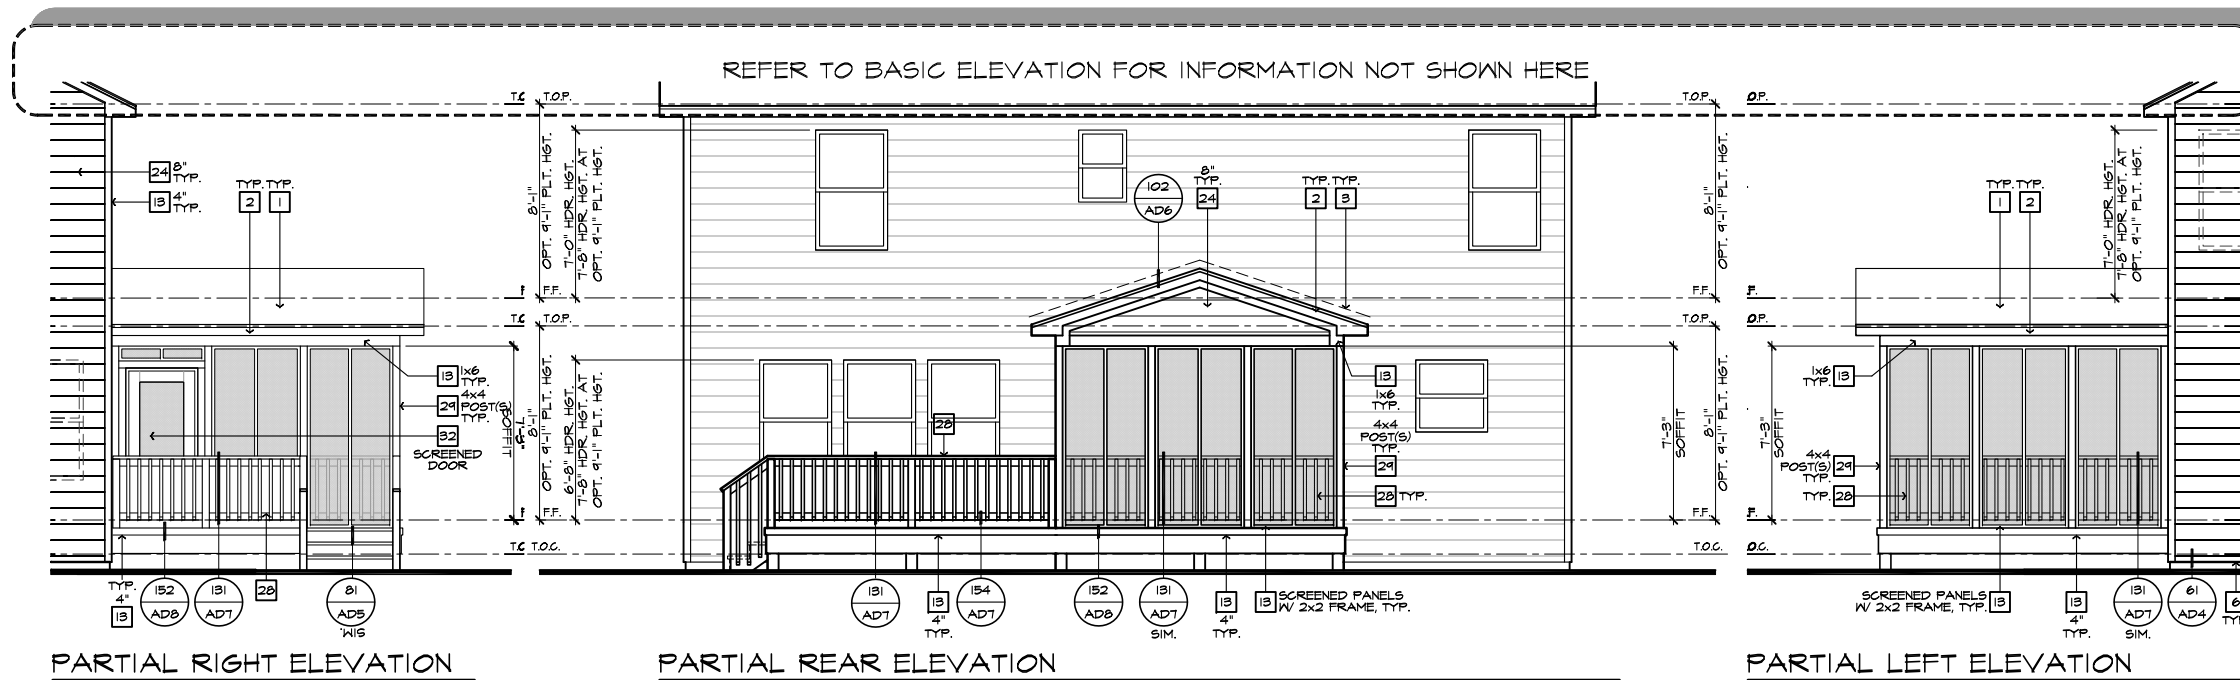 REFER TO BASIC ELEVATION FOR INFORMATION NOT SHOWN HERE
T.O.P.
8'-1"
OPT. 9'-1" PLT. HGT.
7'-0" HDR. HGT.
7'-8" HDR. HGT. AT
OPT. 9'-1" PLT. HGT.
24
8"
TYP.
13
4"
TYP.
TYP. TYP.
2
1
F.F.
T.O.P.
13
1x6
TYP.
29
4x4
POST(S)
TYP.
32
SCREENED
DOOR
SOFFIT
8'-1"
OPT. 9'-1" PLT. HGT.
6'-8" HDR. HGT.
7'-8" HDR. HGT. AT
OPT. 9'-1" PLT. HGT.
F.F.
T.O.C.
TYP.
4"
13
152
AD8
131
AD7
28
81
AD5
SIM.
PARTIAL RIGHT ELEVATION
102
AD6
8"
TYP.
24
TYP. TYP.
2
3
28
13
1x6
TYP.
4x4
POST(S)
TYP.
29
28 TYP.
131
AD7
13
4"
TYP.
154
AD7
152
AD8
131
AD7
SIM.
13
4"
TYP.
13
SCREENED PANELS
W/ 2x2 FRAME, TYP.
T.O.P.
8'-1"
OPT. 9'-1" PLT. HGT.
F.F.
T.O.P.
7'-3"
SOFFIT
8'-1"
OPT. 9'-1" PLT. HGT.
F.F.
T.O.C.
PARTIAL REAR ELEVATION
O.P.
TYP. TYP.
1
2
7'-0" HDR. HGT.
7'-8" HDR. HGT. AT
OPT. 9'-1" PLT. HGT.
F.
O.P.
1x6
TYP.
13
7'-3"
SOFFIT
4x4
POST(S)
TYP.
29
TYP. 28
F.
O.C.
SCREENED PANELS
W/ 2x2 FRAME, TYP.
13
13
4"
TYP.
131
AD7
SIM.
61
AD4
PARTIAL LEFT ELEVATION